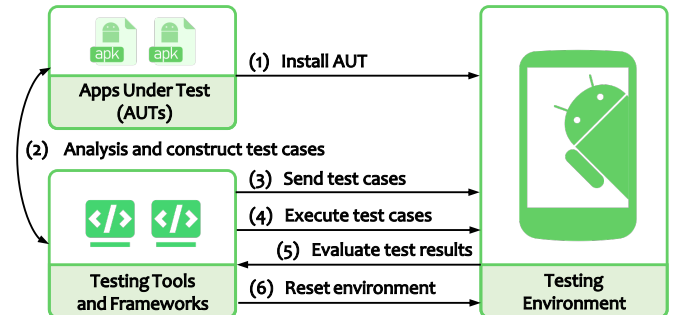 apk apk
(1) Install AUT
Apps Under Test
(AUTs)
(2) Analysis and construct test cases
(3) Send test cases
</> </>
(4) Execute test cases
(5) Evaluate test results
Testing Tools
and Frameworks
(6) Reset environment
Testing
Environment